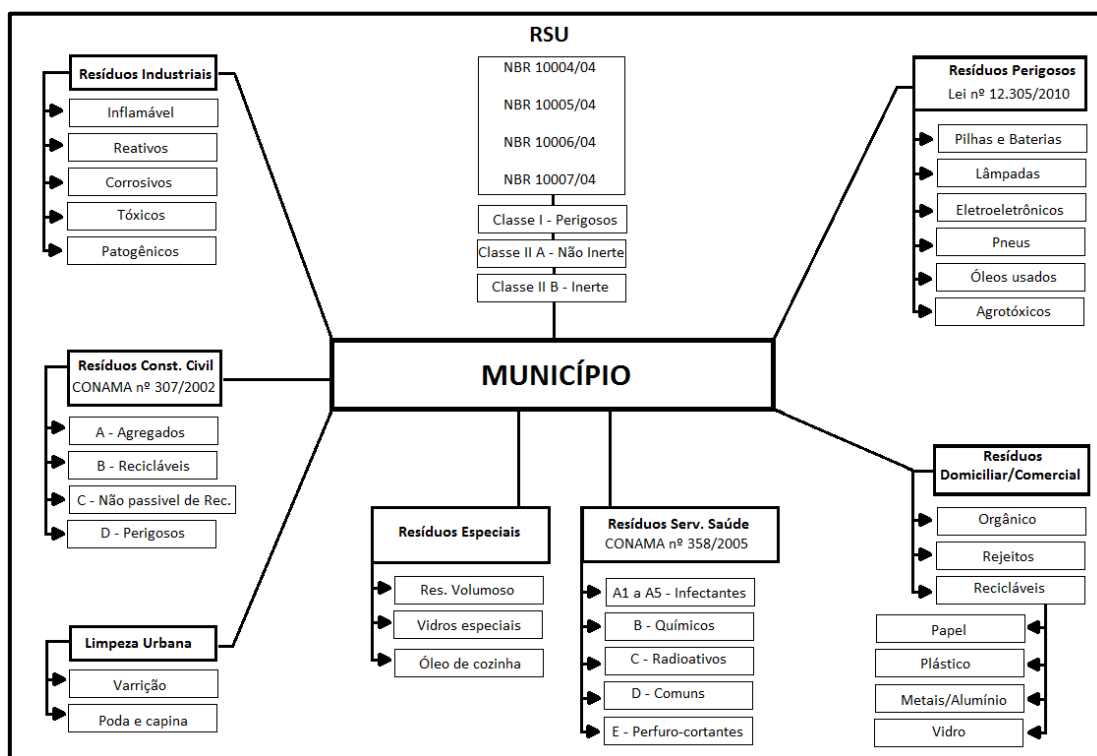 RSU
NBR 10004/04
NBR 10005/04
NBR 10006/04
NBR 10007/04
Classe I - Perigosos
Classe II A - Não Inerte
Classe II B - Inerte
Resíduos Industriais
Inflamável
Reativos
Corrosivos
Tóxicos
Patogênicos
Resíduos Perigosos
Lei nº 12.305/2010
Pilhas e Baterias
Lâmpadas
Eletroeletrônicos
Pneus
Óleos usados
Agrotóxicos
MUNICÍPIO
Resíduos Const. Civil
CONAMA nº 307/2002
A - Agregados
B - Recicláveis
C - Não passivel de Rec.
D - Perigosos
Limpeza Urbana
Varrição
Poda e capina
Resíduos Especiais
Res. Volumoso
Vidros especiais
Óleo de cozinha
Resíduos Serv. Saúde
CONAMA nº 358/2005
A1 a A5 - Infectantes
B - Químicos
C - Radioativos
D - Comuns
E - Perfuro-cortantes
Resíduos
Domiciliar/Comercial
Orgânico
Rejeitos
Recicláveis
Papel
Plástico
Metais/Alumínio
Vidro